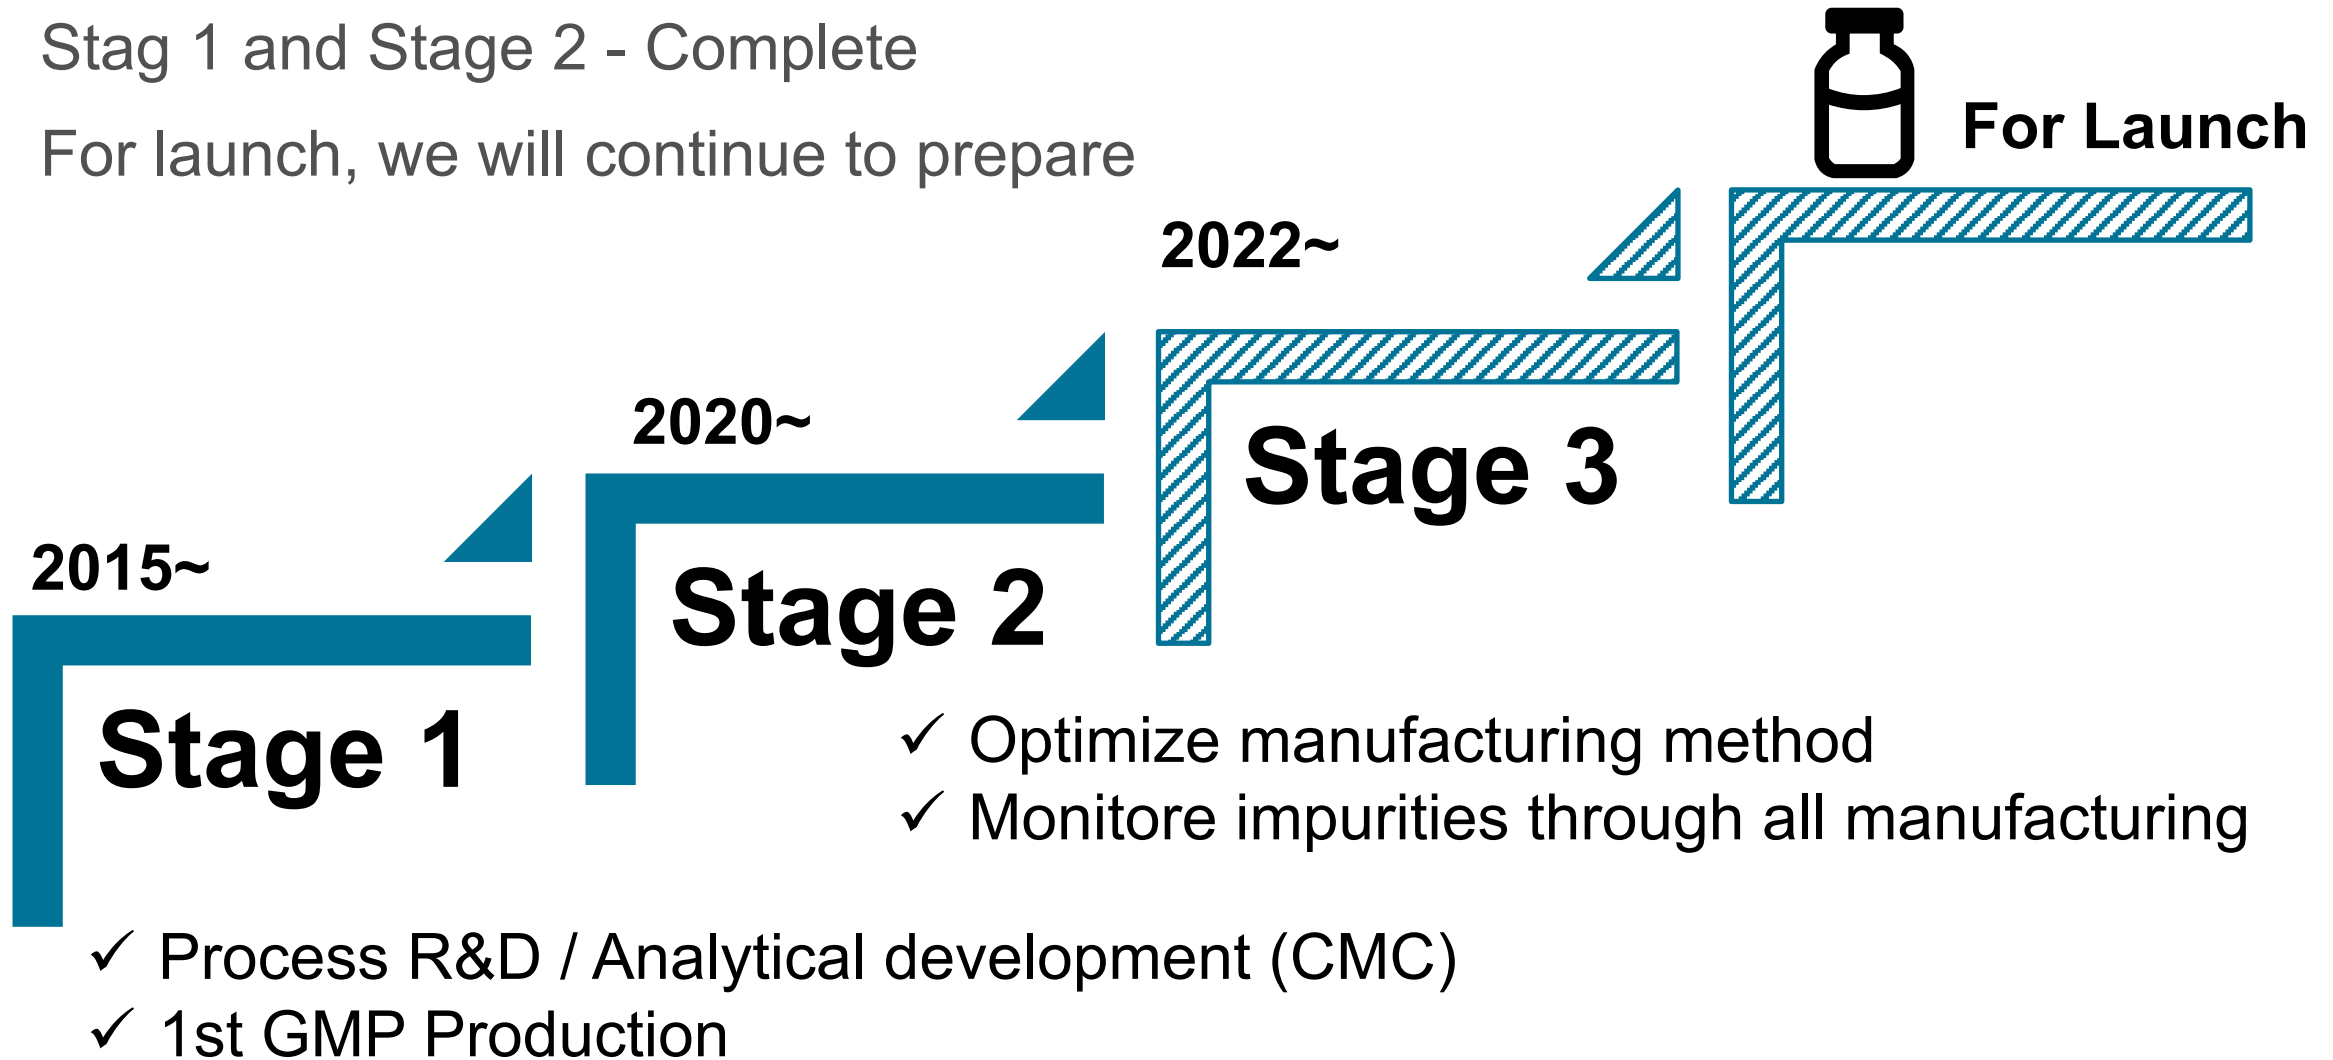 Stag 1 and Stage 2 - Complete
For launch, we will continue to prepare
For Launch
2022~
Stage 3
2020~
Stage 2
2015~
Stage 1
✓ Optimize manufacturing method
✓ Monitore impurities through all manufacturing
✓ Process R&D / Analytical development (CMC)
✓ 1st GMP Production